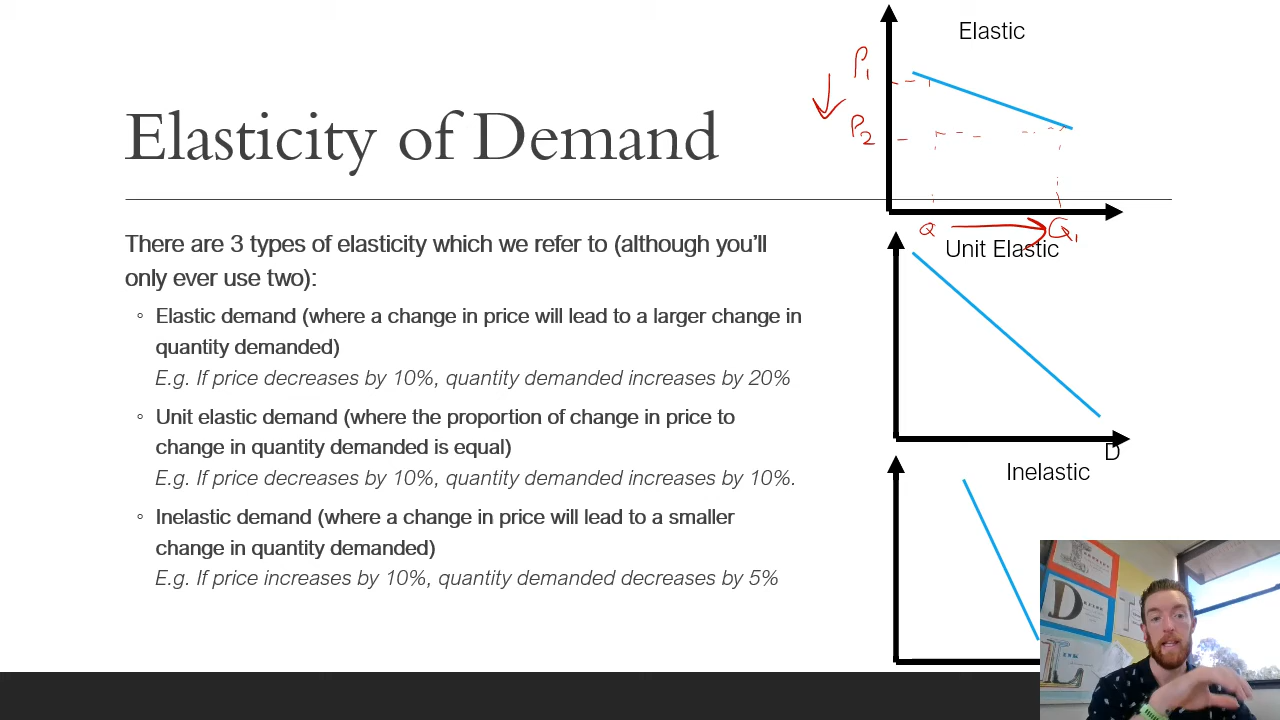 Elasticity of Demand
There are 3 types of elasticity which we refer to (although you'll
only ever use two):
◦ Elastic demand (where a change in price will lead to a larger change in
quantity demanded)
E.g. If price decreases by 10%, quantity demanded increases by 20%
◦ Unit elastic demand (where the proportion of change in price to
change in quantity demanded is equal)
E.g. If price decreases by 10%, quantity demanded increases by 10%.
◦ Inelastic demand (where a change in price will lead to a smaller
change in quantity demanded)
E.g. If price increases by 10%, quantity demanded decreases by 5%
Elastic
P1
P2
Q
Q1
Unit Elastic
D
Inelastic
D